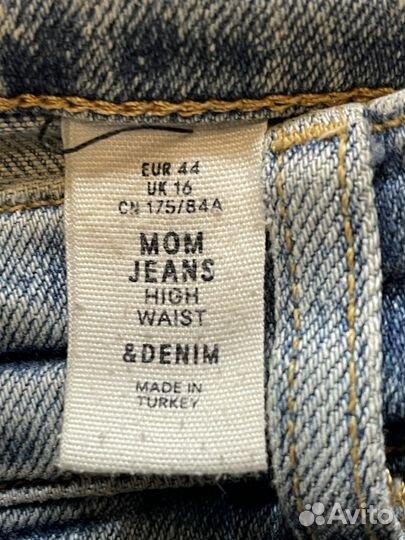 EUR 44
UK 16
CN 175/84A
MOM
JEANS
HIGH
WAIST
&DENIM
MADE IN
TURKEY
Avito